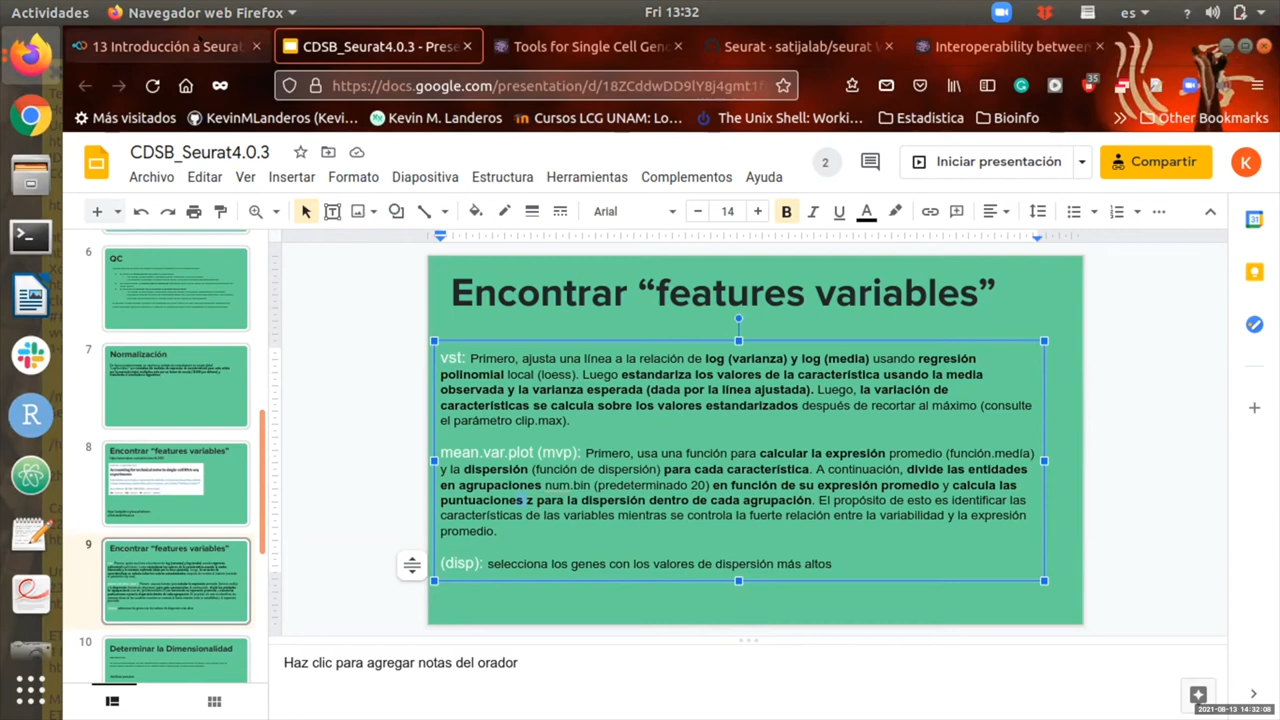 Actividades
Navegador web Firefox
Fri 13:32
es
13 Introducción a Seurat
CDSB_Seurat4.0.3 - Prese
Tools for Single Cell Geno
Seurat · satijalab/seurat W
Interoperability between
https://docs.google.com/presentation/d/18ZCddwDD9lY8j4gmt1f
35
Más visitados
KevinMLanderos (Kevi...
Kevin M. Landeros
Cursos LCG UNAM: Lo...
The Unix Shell: Worki...
Estadistica
Bioinfo
Other Bookmarks
CDSB_Seurat4.0.3
2
Iniciar presentación
Compartir
K
Archivo
Editar
Ver
Insertar
Formato
Diapositiva
Estructura
Herramientas
Complementos
Ayuda
Arial
14
6
QC
7
Normalización
8
Encontrar “features variables”
9
Encontrar “features variables”
10
Determinar la Dimensionalidad
Encontrar “features variables”
vst: Primero, ajusta una línea a la relación de log (varianza) y log (media) usando regresión
polinomial local (loess). Luego estandariza los valores de la característica usando la media
observada y la varianza esperada (dada por la línea ajustada). Luego, la variación de
características se calcula sobre los valores estandarizados después de recortar al máximo (consulte
el parámetro clip.max).
mean.var.plot (mvp): Primero, usa una función para calcular la expresión promedio (función.media)
y la dispersión (función.dispersión) para cada característica. A continuación, divide las entidades
en agrupaciones num.bin (predeterminado 20) en función de su expresión promedio y calcula las
puntuaciones z para la dispersión dentro de cada agrupación. El propósito de esto es identificar las
características de las variables mientras se controla la fuerte relación entre la variabilidad y la expresión
promedio.
(disp): selecciona los genes con los valores de dispersión más altos
Haz clic para agregar notas del orador
2021-08-13 14:32:08